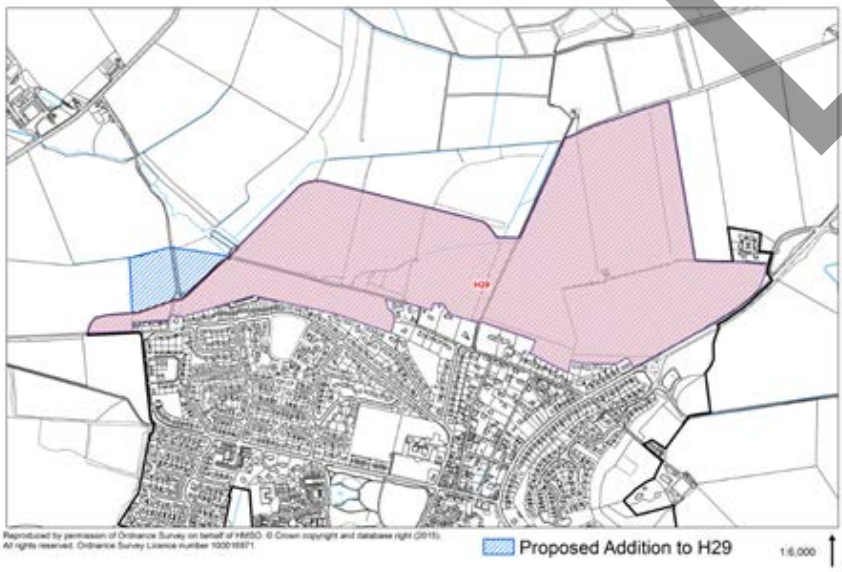 H29
Reproduced by permission of Ordnance Survey on behalf of HMSO. © Crown copyright and database right (2015).
All rights reserved. Ordnance Survey Licence number 100016971.
Proposed Addition to H29
1:6,000